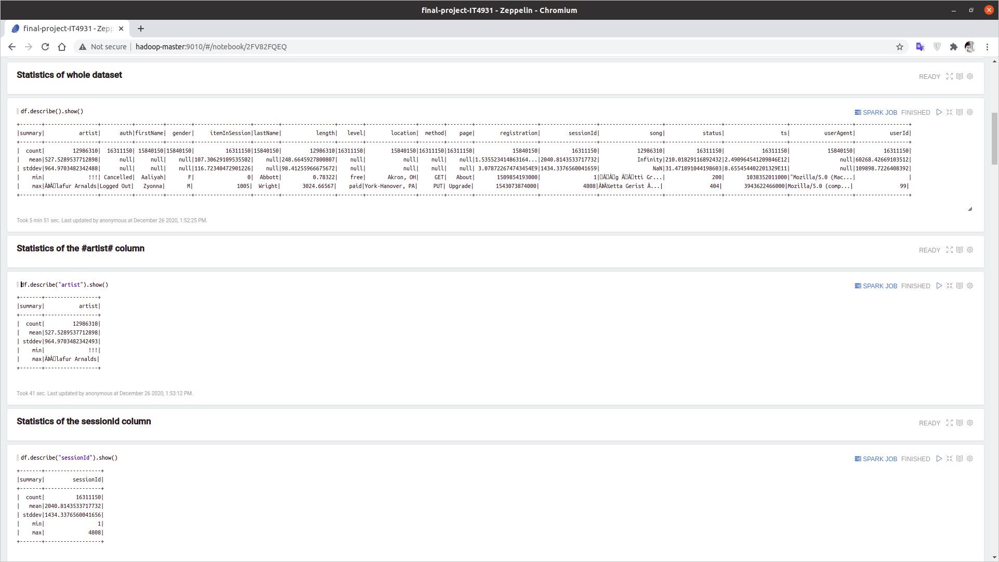 final-project-IT4931 - Zeppelin - Chromium
final-project-IT4931 - Zepp
Not secure | hadoop-master:9010/#/notebook/2FV82FQEQ
Statistics of whole dataset
READY
df.describe().show()
SPARK JOB FINISHED
+-------+-----------------+----------+---------+--------+------------------+--------+-----------------+--------+----------------+--------+--------+--------------------+------------------+--------------------+------------------+--------------------+--------------------+-----------------+
|summary| artist| auth|firstName| gender| itemInSession|lastName| length| level| location| method| page| registration| sessionId| song| status| ts| userAgent| userId|
+-------+-----------------+----------+---------+--------+------------------+--------+-----------------+--------+----------------+--------+--------+--------------------+------------------+--------------------+------------------+--------------------+--------------------+-----------------+
| count| 12986310| 16311150| 15840150|15840150| 16311150|15840150| 12986310|16311150| 15840150|16311150|16311150| 15840150| 16311150| 12986310| 16311150| 16311150| 15840150| 16311150|
| mean|527.5289537712898| null| null| null|107.30629109535502| null|248.6645927800807| null| null| null| null|1.535523414863164...|2040.8143533717732| Infinity|210.01829116892432|2.490964541209846E12| null|60268.42669103512|
| stddev|964.9703482342488| null| null| null|116.72340472901226| null|98.41255966675672| null| null| null| null| 3.078722674743454E9|1434.3376560041659| NaN|31.471891044198603|8.655454402201329E11| null|109898.7226408392|
| min| !!!| Cancelled| Aaliyah| F| 0| Abbott| 0.78322| free| Akron, OH| GET| About| 1509854193000| 1| Gr...| 200| 1038352011000|"Mozilla/5.0 (Mac...| |
| max| lafur Arnalds|Logged Out| Zyonna| M| 1005| Wright| 3024.66567| paid|York-Hanover, PA| PUT| Upgrade| 1543073874000| 4808| Gerist ...| 404| 3943622466000|Mozilla/5.0 (comp...| 99|
+-------+-----------------+----------+---------+--------+------------------+--------+-----------------+--------+----------------+--------+--------+--------------------+------------------+--------------------+------------------+--------------------+--------------------+-----------------+
Took 5 min 51 sec. Last updated by anonymous at December 26 2020, 1:52:25 PM.
Statistics of the #artist# column
READY
df.describe("artist").show()
SPARK JOB FINISHED
+-------+-----------------+
|summary| artist|
+-------+-----------------+
| count| 12986310|
| mean|527.5289537712898|
| stddev|964.9703482342493|
| min| !!!|
| max| lafur Arnalds|
+-------+-----------------+
Took 41 sec. Last updated by anonymous at December 26 2020, 1:53:12 PM.
Statistics of the sessionId column
READY
df.describe("sessionId").show()
SPARK JOB FINISHED
+-------+------------------+
|summary| sessionId|
+-------+------------------+
| count| 16311150|
| mean|2040.8143533717732|
| stddev|1434.3376560041656|
| min| 1|
| max| 4808|
+-------+------------------+